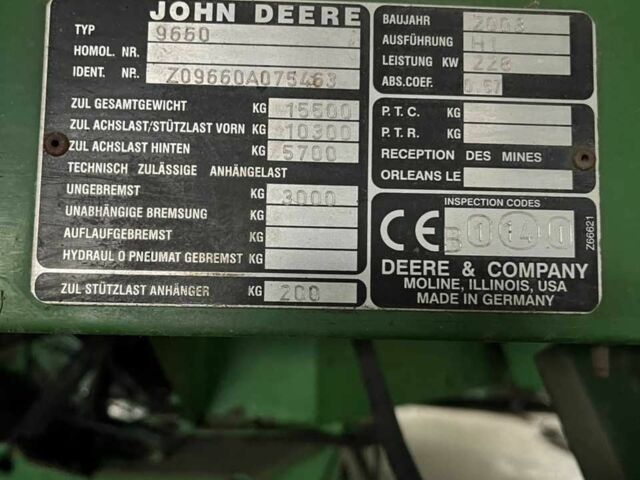 JOHN DEERE
TYP 9660
HOMOL. NR.
IDENT. NR. Z09660A075463
ZUL GESAMTGEWICHT KG 15500
ZUL ACHSLAST/STÜTZLAST VORN KG 10300
ZUL ACHSLAST HINTEN KG 5700
TECHNISCH ZULÄSSIGE ANHÄNGELAST
UNGEBREMST KG 3000
UNABHÄNGIGE BREMSUNG KG
AUFLAUFGEBREMST KG
HYDRAUL O PNEUMAT GEBREMST KG
ZUL STÜTZLAST ANHÄNGER KG 200
BAUJAHR 2003
AUSFÜHRUNG H1
LEISTUNG KW 228
ABS.COEF. 0.57
P. T. C. KG
P. T. R. KG
RECEPTION DES MINES
ORLEANS LE
INSPECTION CODES
CE
Z66621
DEERE & COMPANY
MOLINE, ILLINOIS, USA
MADE IN GERMANY